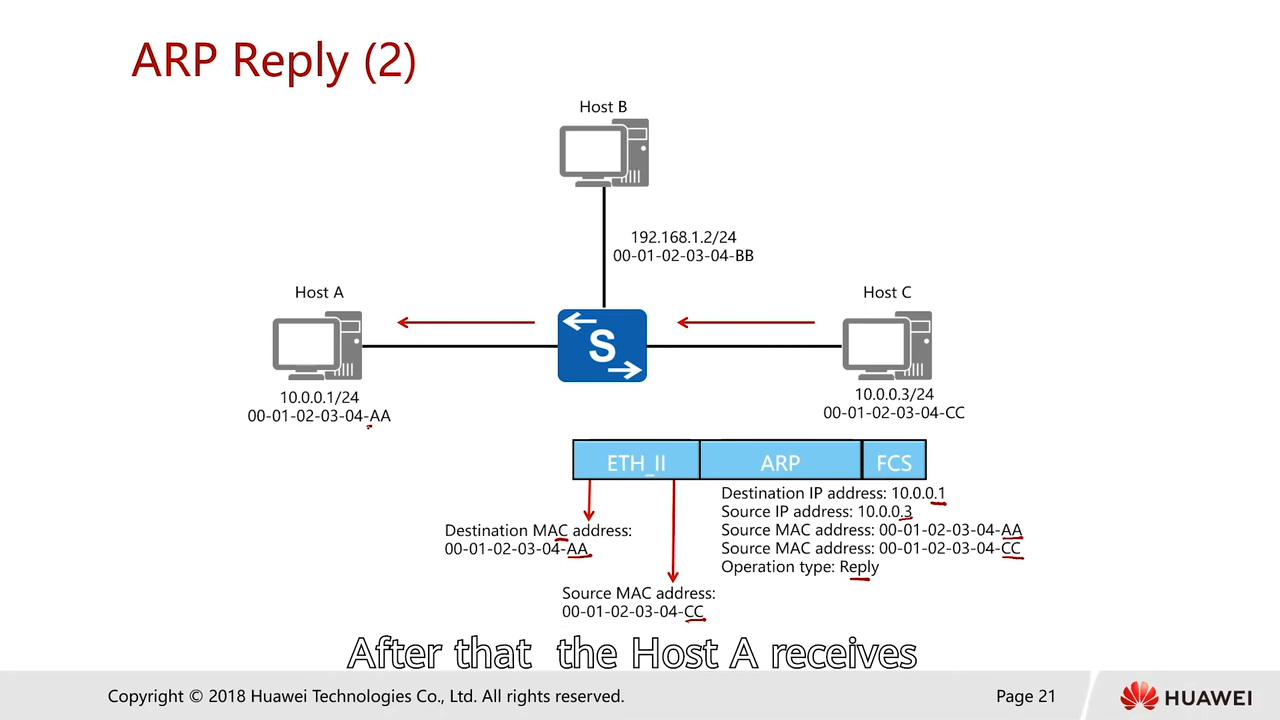 ARP Reply (2)
Host B
192.168.1.2/24
00-01-02-03-04-BB
Host A
Host C
S
10.0.0.1/24
00-01-02-03-04-AA
10.0.0.3/24
00-01-02-03-04-CC
ETH_II
ARP
FCS
Destination IP address: 10.0.0.1
Source IP address: 10.0.0.3
Source MAC address: 00-01-02-03-04-AA
Source MAC address: 00-01-02-03-04-CC
Operation type: Reply
Destination MAC address:
00-01-02-03-04-AA
Source MAC address:
00-01-02-03-04-CC
After that  the Host A receives
Copyright © 2018 Huawei Technologies Co., Ltd. All rights reserved.
Page 21
HUAWEI